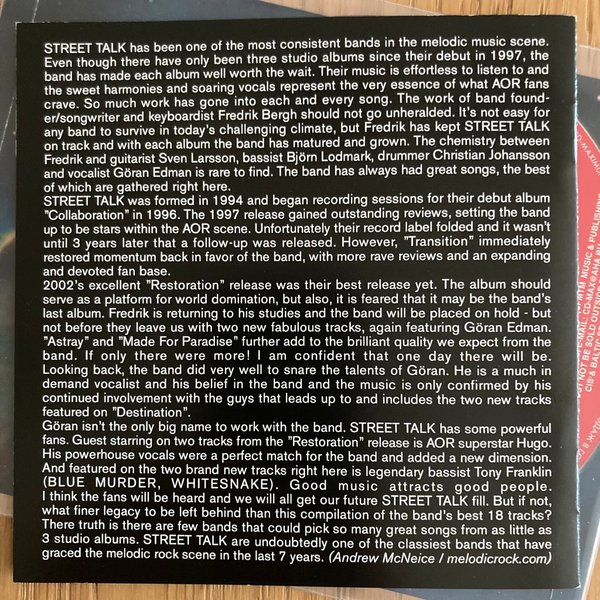 STREET TALK has been one of the most consistent bands in the melodic music scene.
Even though there have only been three studio albums since their debut in 1997, the
band has made each album well worth the wait. Their music is effortless to listen to and
the sweet harmonies and soaring vocals represent the very essence of what AOR fans
crave. So much work has gone into each and every song. The work of band found-
er/songwriter and keyboardist Fredrik Bergh should not go unheralded. It's not easy for
any band to survive in today's challenging climate, but Fredrik has kept STREET TALK
on track and with each album the band has matured and grown. The chemistry between
Fredrik and guitarist Sven Larsson, bassist Björn Lodmark, drummer Christian Johansson
and vocalist Göran Edman is rare to find. The band has always had great songs, the best
of which are gathered right here.
STREET TALK was formed in 1994 and began recording sessions for their debut album
"Collaboration" in 1996. The 1997 release gained outstanding reviews, setting the band
up to be stars within the AOR scene. Unfortunately their record label folded and it wasn't
until 3 years later that a follow-up was released. However, "Transition" immediately
restored momentum back in favor of the band, with more rave reviews and an expanding
and devoted fan base.
2002's excellent "Restoration" release was their best release yet. The album should
serve as a platform for world domination, but also, it is feared that it may be the band's
last album. Fredrik is returning to his studies and the band will be placed on hold - but
not before they leave us with two new fabulous tracks, again featuring Göran Edman.
"Astray" and "Made For Paradise" further add to the brilliant quality we expect from the
band. If only there were more! I am confident that one day there will be.
Looking back, the band did very well to snare the talents of Göran. He is a much in
demand vocalist and his belief in the band and the music is only confirmed by his
continued involvement with the guys that leads up to and includes the two new tracks
featured on "Destination".
Göran isn't the only big name to work with the band. STREET TALK has some powerful
fans. Guest starring on two tracks from the "Restoration" release is AOR superstar Hugo.
His powerhouse vocals were a perfect match for the band and added a new dimension.
And featured on the two brand new tracks right here is legendary bassist Tony Franklin
(BLUE MURDER, WHITESNAKE). Good music attracts good people.
I think the fans will be heard and we will all get our future STREET TALK fill. But if not,
what finer legacy to be left behind than this compilation of the band's best 18 tracks?
There truth is there are few bands that could pick so many great songs from as little as
3 studio albums. STREET TALK are undoubtedly one of the classiest bands that have
graced the melodic rock scene in the last 7 years. (Andrew McNeice / melodicrock.com)
MTM MUSIC & PUBLISHING
E-MAIL: CD-MAX@AHA.RU
NOT BE SOLD OUTSIDE
CIS & BALTIC